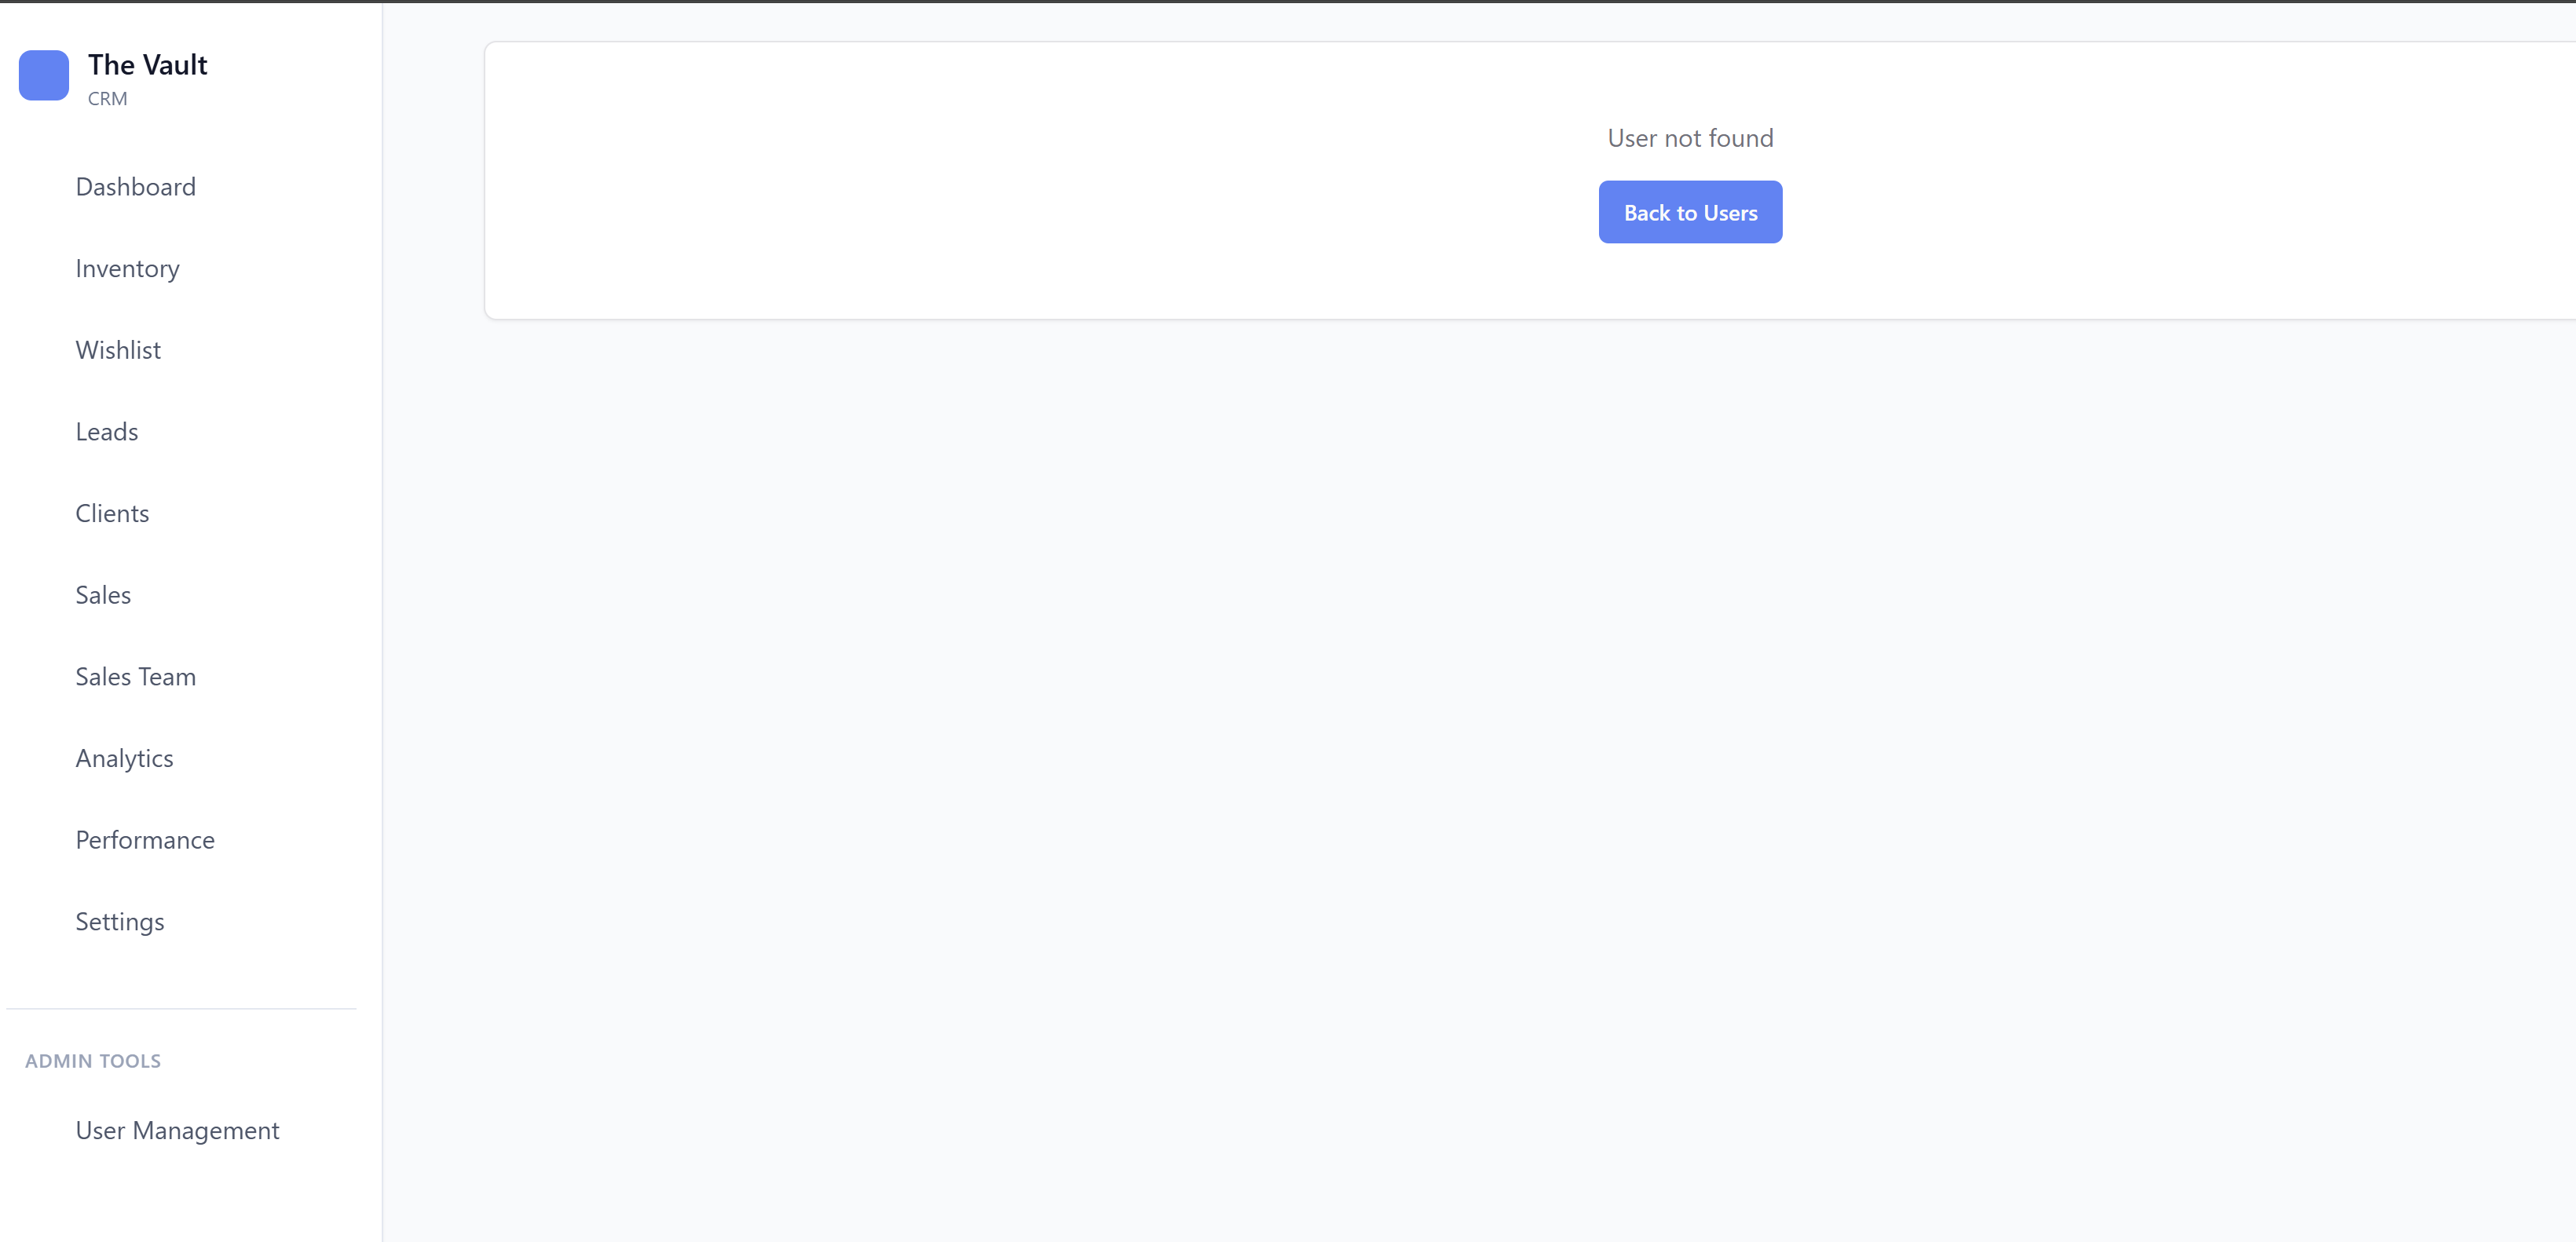 The Vault
CRM
Dashboard
Inventory
Wishlist
Leads
Clients
Sales
Sales Team
Analytics
Performance
Settings
ADMIN TOOLS
User Management
User not found
Back to Users